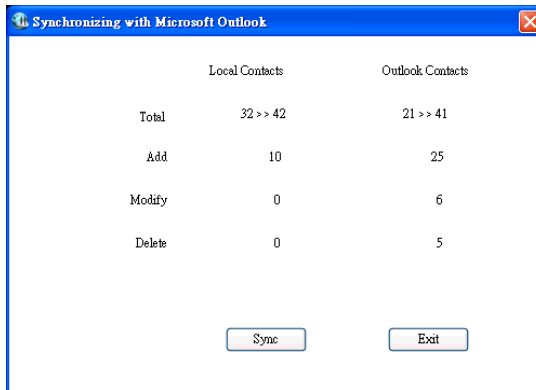 Synchronizing with Microsoft Outlook
Local Contacts Outlook Contacts
Total 32 >> 42 21 >> 41
Add 10 25
Modify 0 6
Delete 0 5
Sync Exit